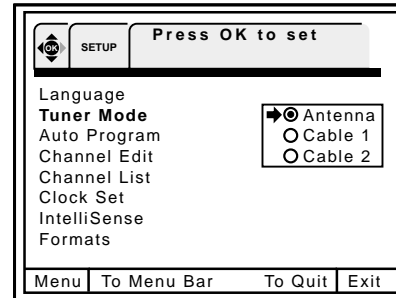 Press OK to set
OK SETUP
Language
Tuner Mode
Antenna
Auto Program
Cable 1
Channel Edit
Cable 2
Channel List
Clock Set
IntelliSense
Formats
Menu To Menu Bar To Quit Exit